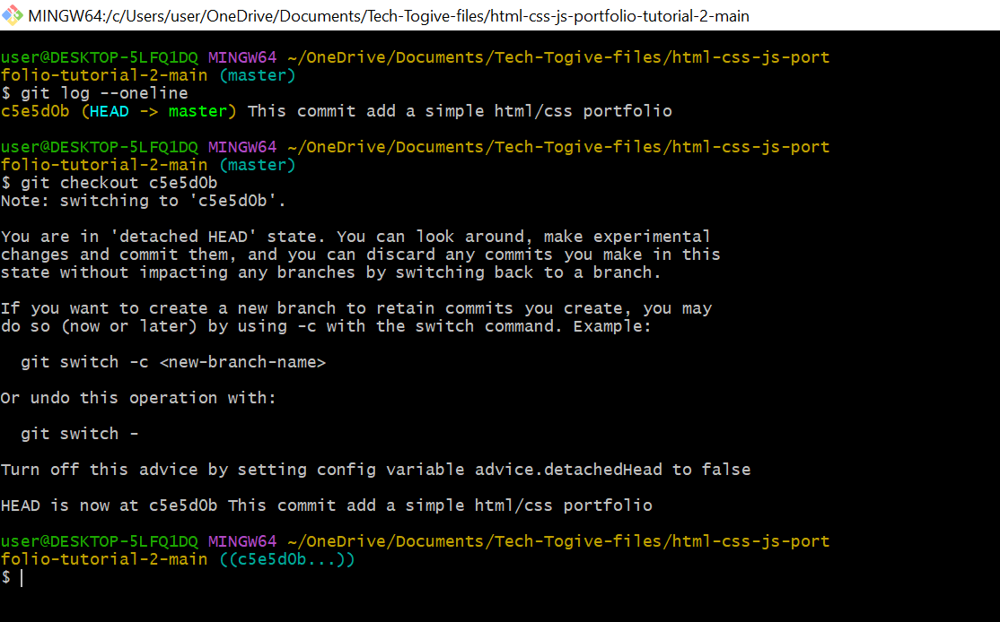 MINGW64:/c/Users/user/OneDrive/Documents/Tech-Togive-files/html-css-js-portfolio-tutorial-2-main
user@DESKTOP-5LFQ1DQ MINGW64 ~/OneDrive/Documents/Tech-Togive-files/html-css-js-port
folio-tutorial-2-main (master)
$ git log --oneline
c5e5d0b (HEAD -> master) This commit add a simple html/css portfolio
user@DESKTOP-5LFQ1DQ MINGW64 ~/OneDrive/Documents/Tech-Togive-files/html-css-js-port
folio-tutorial-2-main (master)
$ git checkout c5e5d0b
Note: switching to 'c5e5d0b'.
You are in 'detached HEAD' state. You can look around, make experimental
changes and commit them, and you can discard any commits you make in this
state without impacting any branches by switching back to a branch.
If you want to create a new branch to retain commits you create, you may
do so (now or later) by using -c with the switch command. Example:
git switch -c <new-branch-name>
Or undo this operation with:
git switch -
Turn off this advice by setting config variable advice.detachedHead to false
HEAD is now at c5e5d0b This commit add a simple html/css portfolio
user@DESKTOP-5LFQ1DQ MINGW64 ~/OneDrive/Documents/Tech-Togive-files/html-css-js-port
folio-tutorial-2-main ((c5e5d0b...))
$